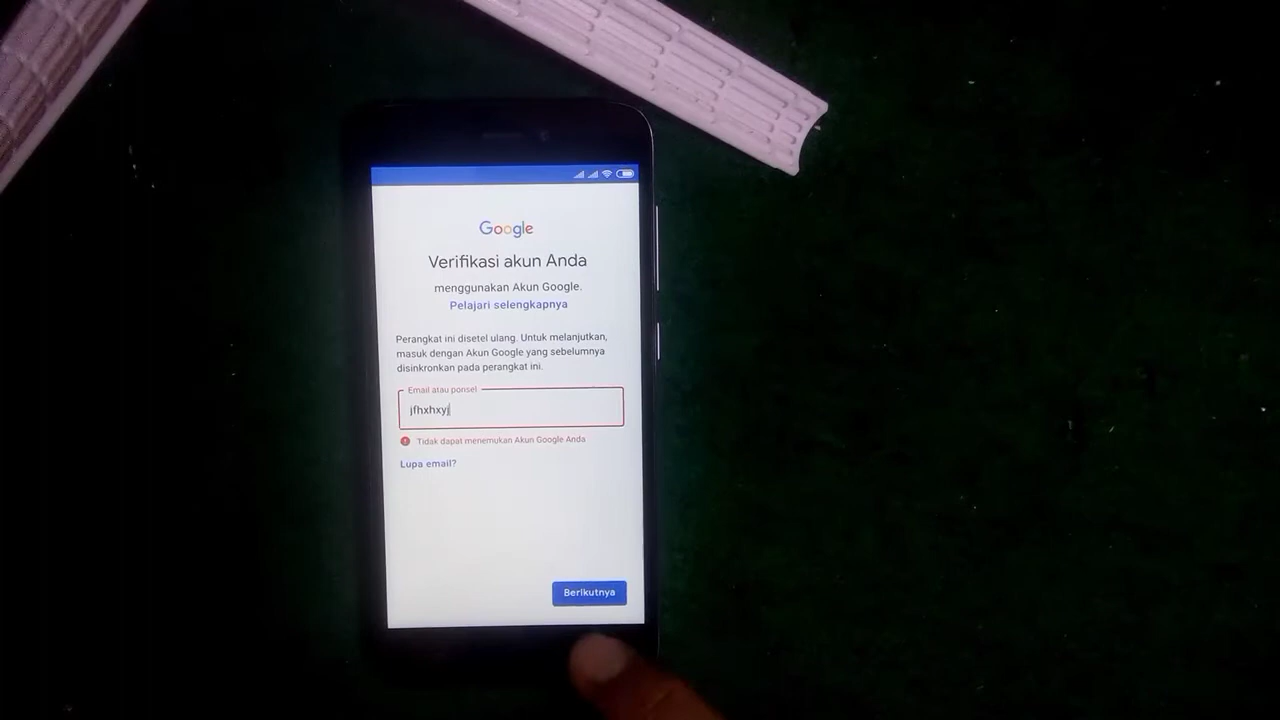 Google
Verifikasi akun Anda
menggunakan Akun Google.
Pelajari selengkapnya
Perangkat ini disetel ulang. Untuk melanjutkan,
masuk dengan Akun Google yang sebelumnya
disinkronkan pada perangkat ini.
Email atau ponsel
jfhxhxyj
Tidak dapat menemukan Akun Google Anda
Lupa email?
Berikutnya